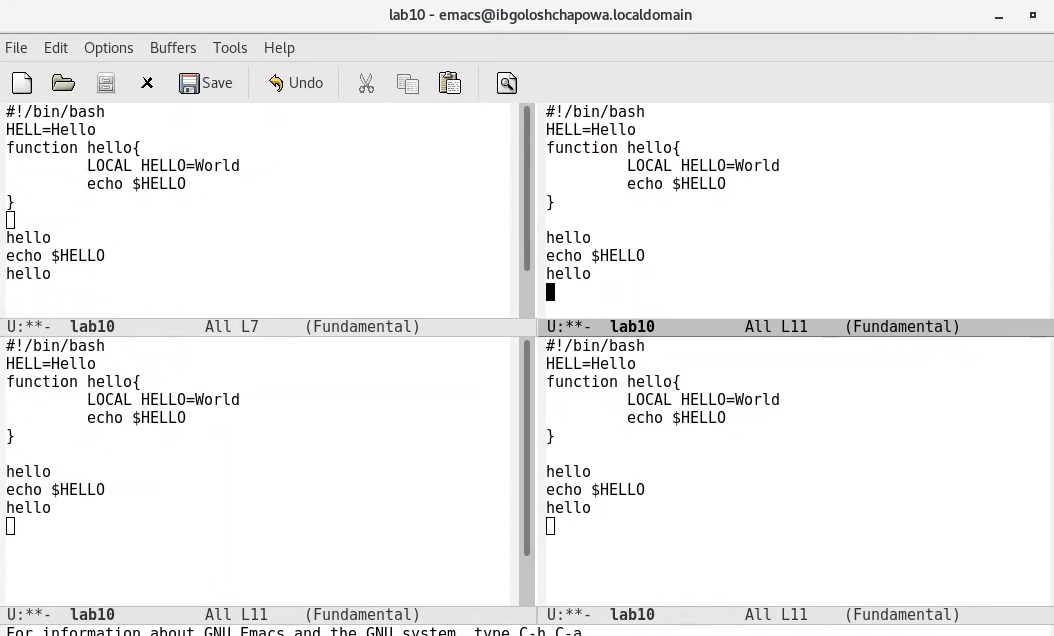 lab10 - emacs@ibgoloshchapowa.localdomain
File Edit Options Buffers Tools Help
Save Undo
#!/bin/bash
HELL=Hello
function hello{
        LOCAL HELLO=World
        echo $HELLO
}
hello
echo $HELLO
hello
U:**-  lab10          All L7     (Fundamental)
#!/bin/bash
HELL=Hello
function hello{
        LOCAL HELLO=World
        echo $HELLO
}
hello
echo $HELLO
hello
U:**-  lab10          All L11    (Fundamental)
#!/bin/bash
HELL=Hello
function hello{
        LOCAL HELLO=World
        echo $HELLO
}
hello
echo $HELLO
hello
U:**-  lab10          All L11    (Fundamental)
#!/bin/bash
HELL=Hello
function hello{
        LOCAL HELLO=World
        echo $HELLO
}
hello
echo $HELLO
hello
U:**-  lab10          All L11    (Fundamental)
For information about GNU Emacs and the GNU system, type C-h C-a.